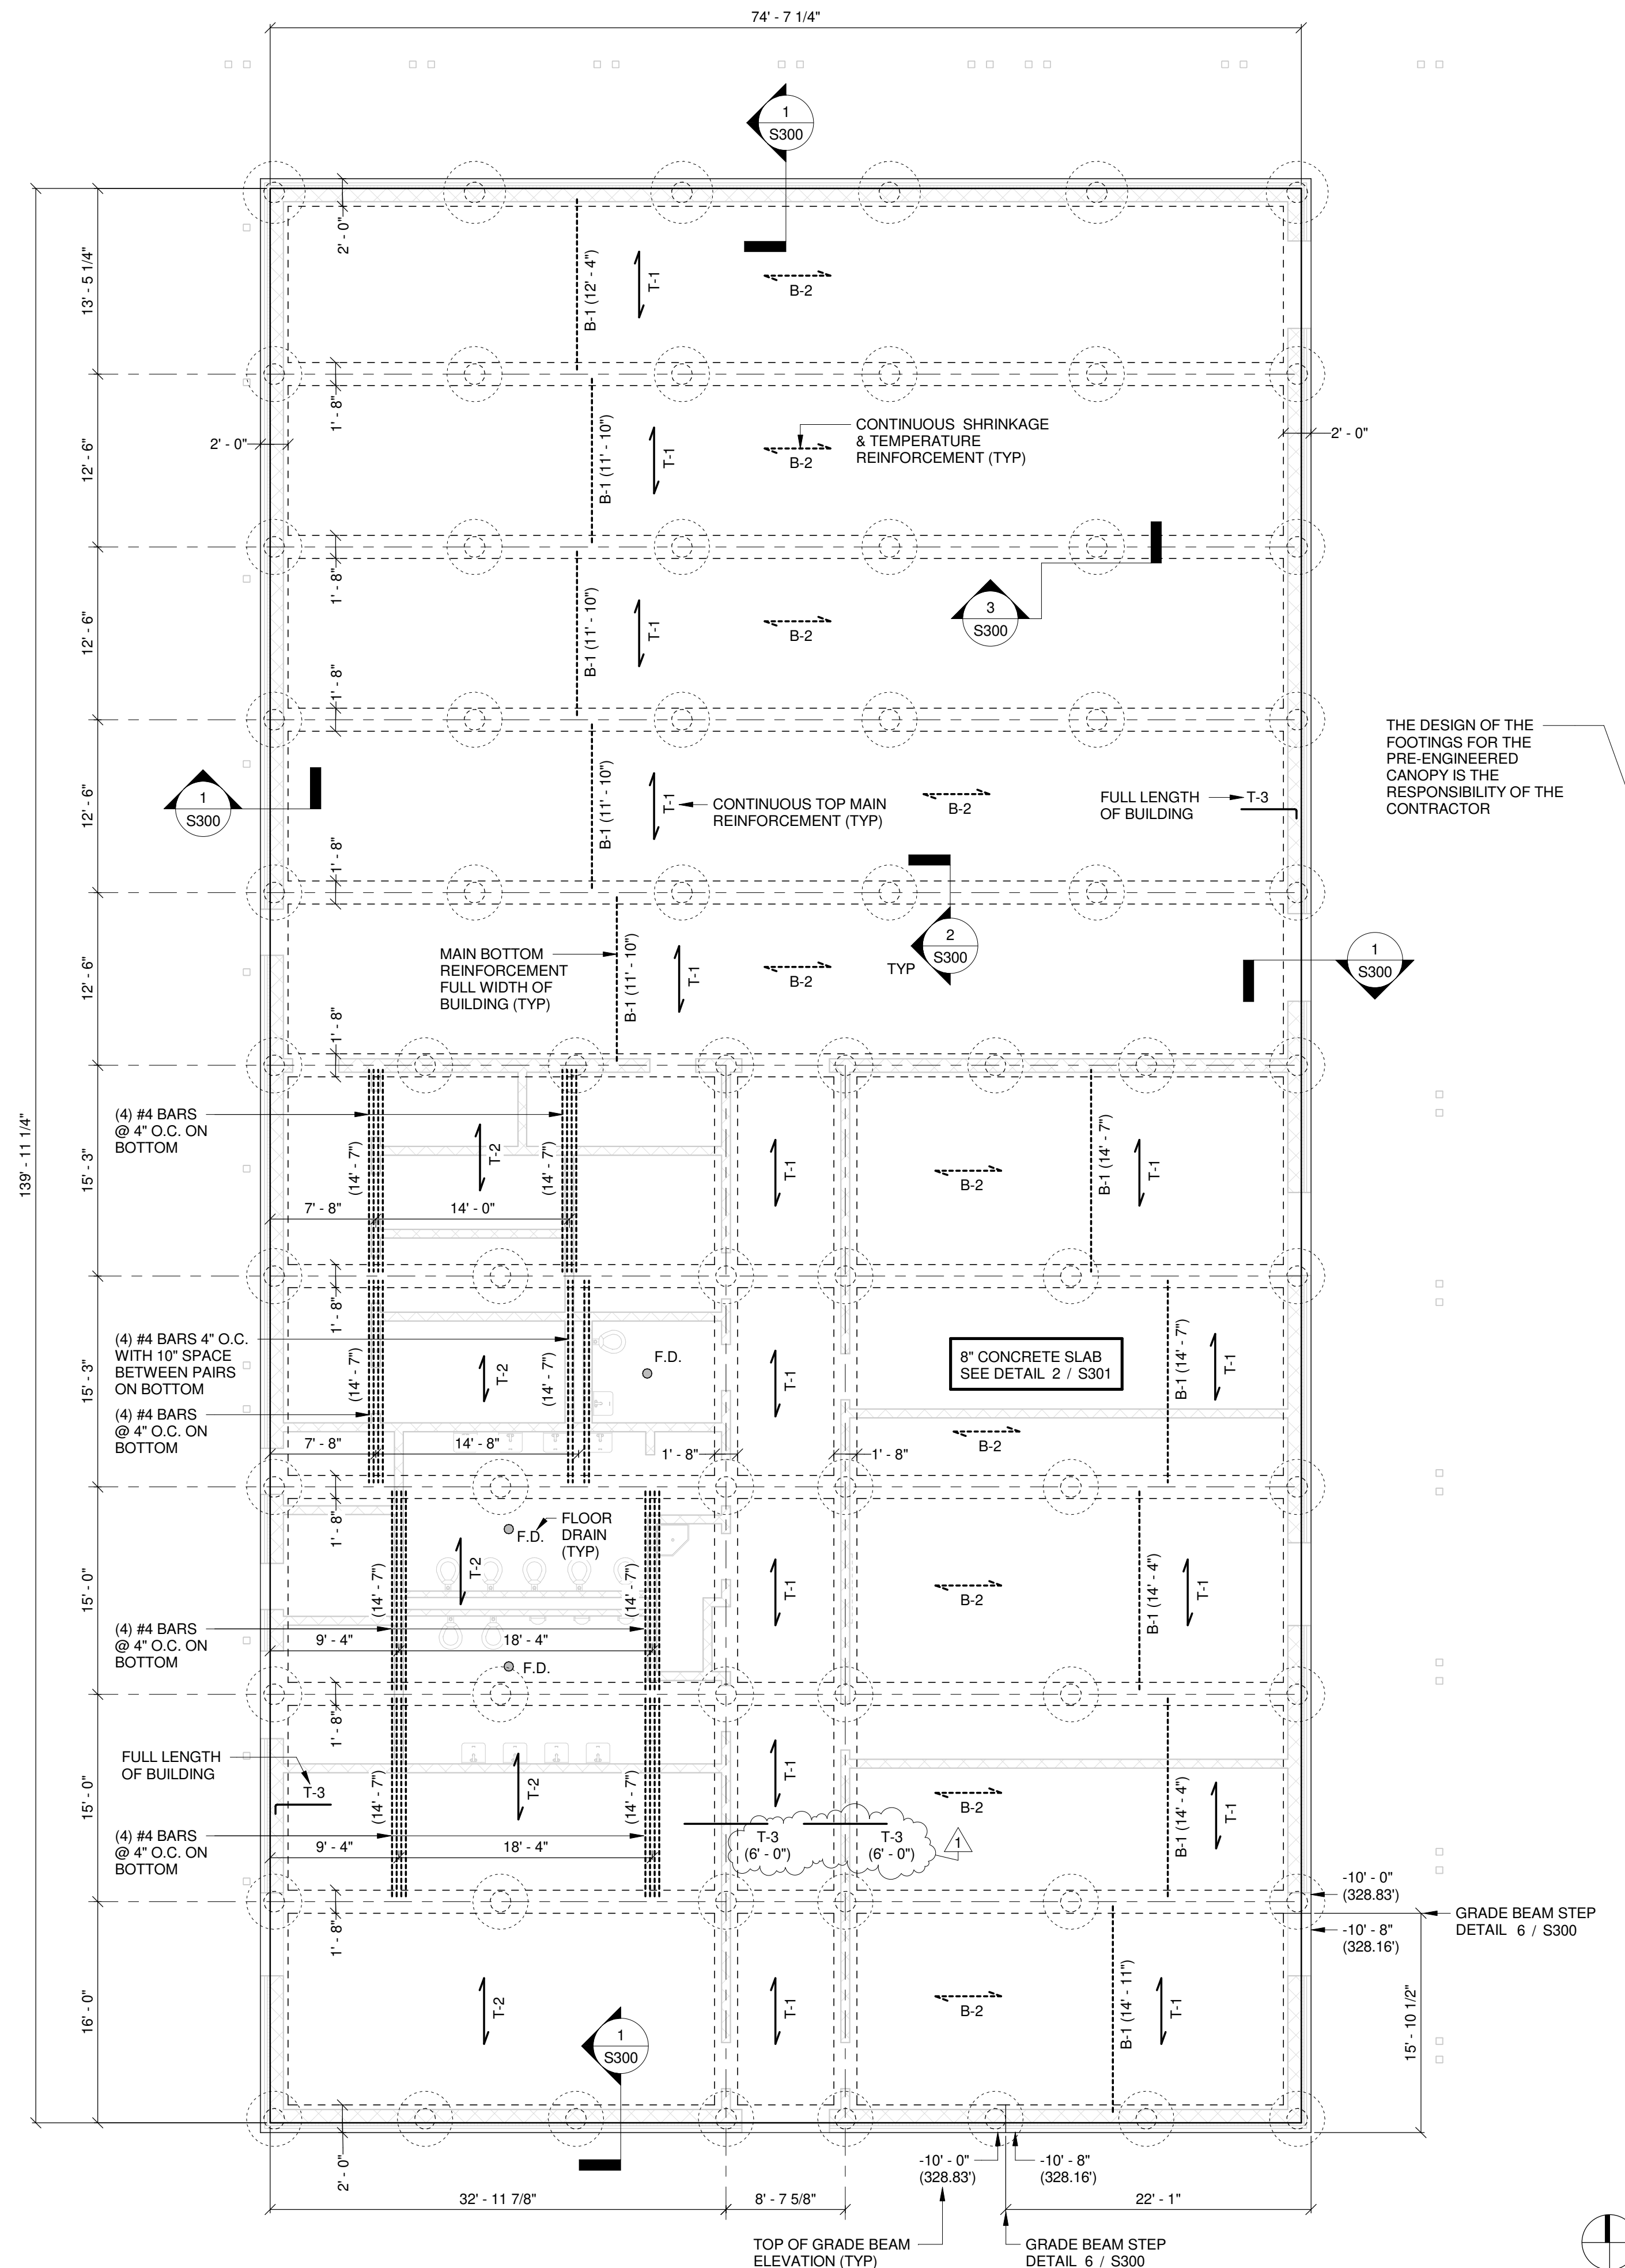 74' - 7 1/4"
1
S300
2' - 0"
13' - 5 1/4"
B-1 (12' - 4")
T-1
B-2
1' - 8"
12' - 6"
2' - 0"
B-1 (11' - 10")
T-1
B-2
CONTINUOUS SHRINKAGE
& TEMPERATURE
REINFORCEMENT (TYP)
2' - 0"
1' - 8"
12' - 6"
B-1 (11' - 10")
T-1
B-2
3
S300
1' - 8"
12' - 6"
1
S300
B-1 (11' - 10")
T-1
CONTINUOUS TOP MAIN
REINFORCEMENT (TYP)
B-2
FULL LENGTH
OF BUILDING
T-3
THE DESIGN OF THE
FOOTINGS FOR THE
PRE-ENGINEERED
CANOPY IS THE
RESPONSIBILITY OF THE
CONTRACTOR
1' - 8"
12' - 6"
MAIN BOTTOM
REINFORCEMENT
FULL WIDTH OF
BUILDING (TYP)
B-1 (11' - 10")
T-1
B-2
TYP
2
S300
1
S300
1' - 8"
139' - 11 1/4"
15' - 3"
(4) #4 BARS
@ 4" O.C. ON
BOTTOM
(14' - 7")
T-2
(14' - 7")
7' - 8"
14' - 0"
T-1
B-2
B-1 (14' - 7")
T-1
1' - 8"
15' - 3"
(4) #4 BARS 4" O.C.
WITH 10" SPACE
BETWEEN PAIRS
ON BOTTOM
(4) #4 BARS
@ 4" O.C. ON
BOTTOM
(14' - 7")
T-2
(14' - 7")
F.D.
7' - 8"
14' - 8"
1' - 8"
1' - 8"
T-1
8" CONCRETE SLAB
SEE DETAIL 2 / S301
B-2
B-1 (14' - 7")
T-1
1' - 8"
15' - 0"
F.D.
FLOOR
DRAIN
(TYP)
(14' - 7")
T-2
(14' - 7")
(4) #4 BARS
@ 4" O.C. ON
BOTTOM
9' - 4"
18' - 4"
F.D.
T-1
B-2
B-1 (14' - 4")
T-1
1' - 8"
15' - 0"
FULL LENGTH
OF BUILDING
T-3
(14' - 7")
T-2
(14' - 7")
(4) #4 BARS
@ 4" O.C. ON
BOTTOM
9' - 4"
18' - 4"
T-1
T-3
(6' - 0")
T-3
(6' - 0")
1
B-2
B-1 (14' - 4")
T-1
-10' - 0"
(328.83')
-10' - 8"
(328.16')
GRADE BEAM STEP
DETAIL 6 / S300
1' - 8"
16' - 0"
T-2
1
S300
T-1
B-2
B-1 (14' - 11")
T-1
15' - 10 1/2"
2' - 0"
-10' - 0"
(328.83')
-10' - 8"
(328.16')
32' - 11 7/8"
8' - 7 5/8"
22' - 1"
TOP OF GRADE BEAM
ELEVATION (TYP)
GRADE BEAM STEP
DETAIL 6 / S300